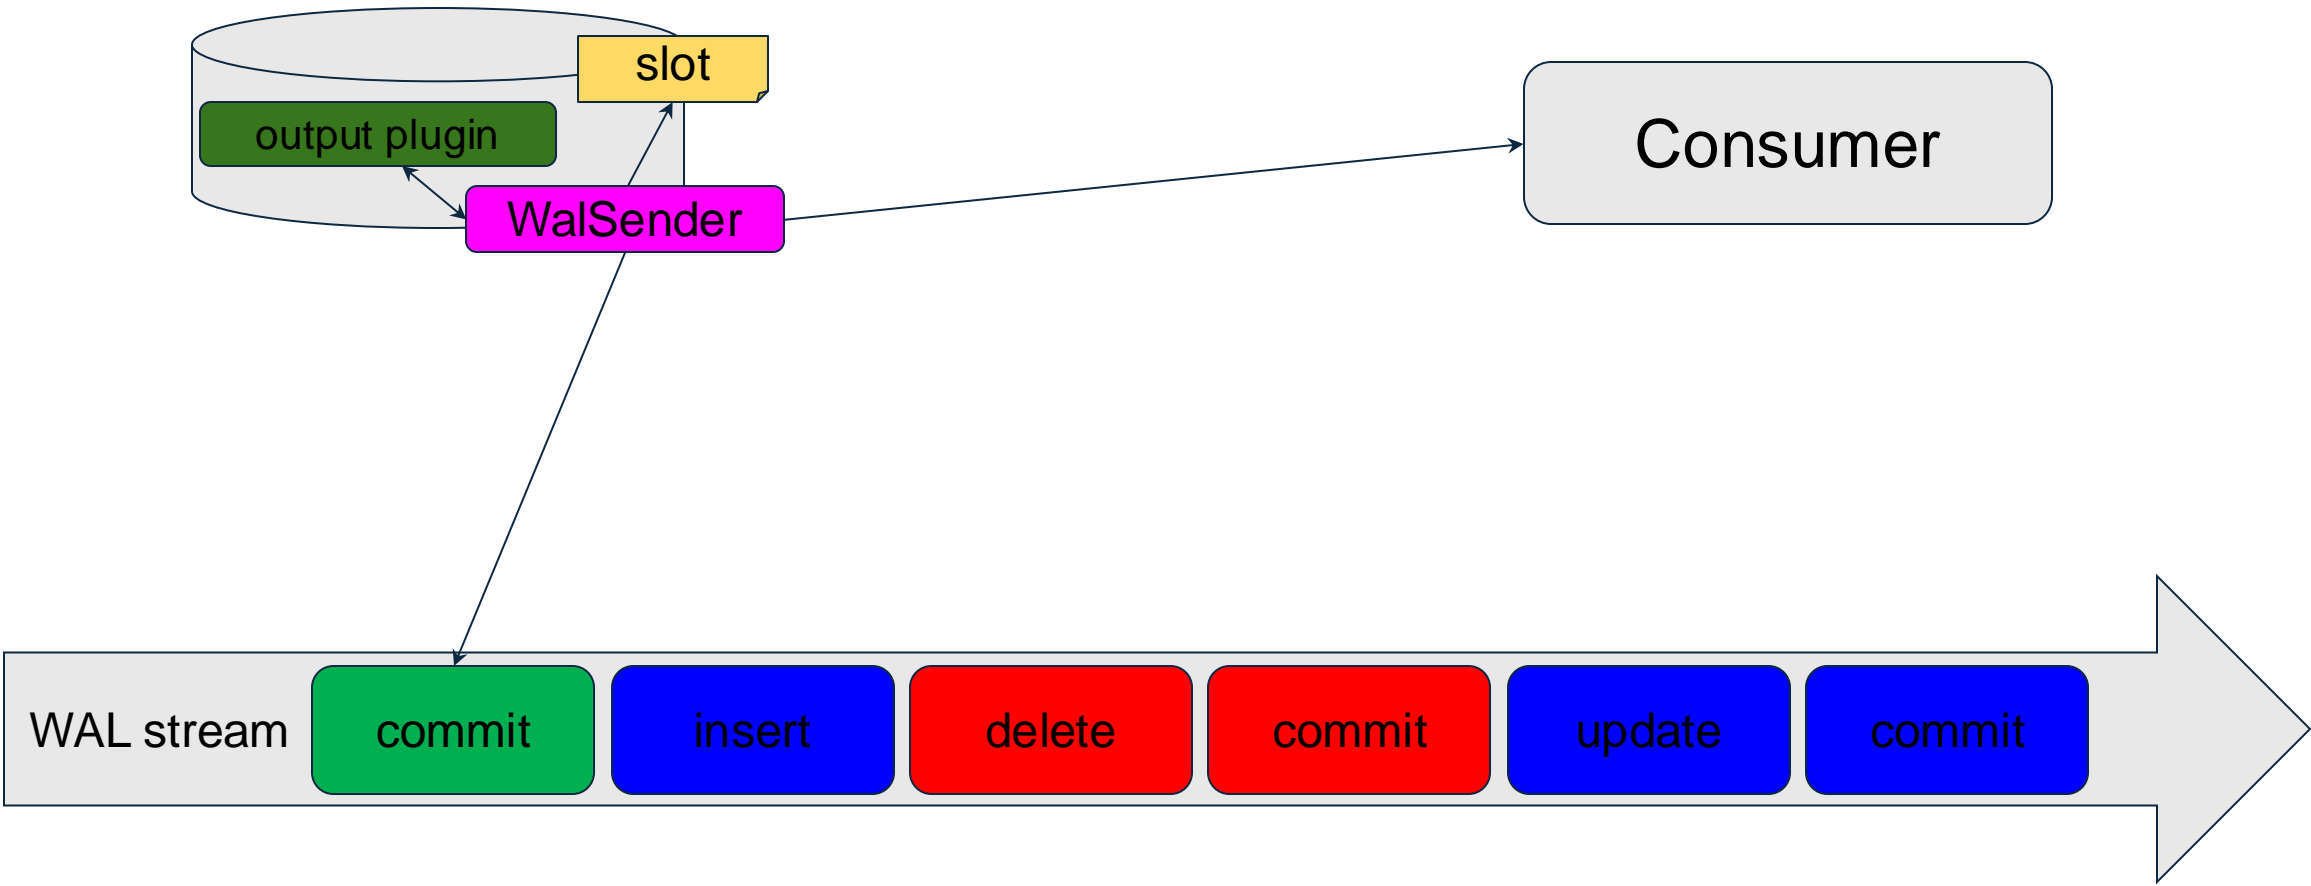 slot
output plugin
WalSender
Consumer
WAL stream
commit
insert
delete
commit
update
commit